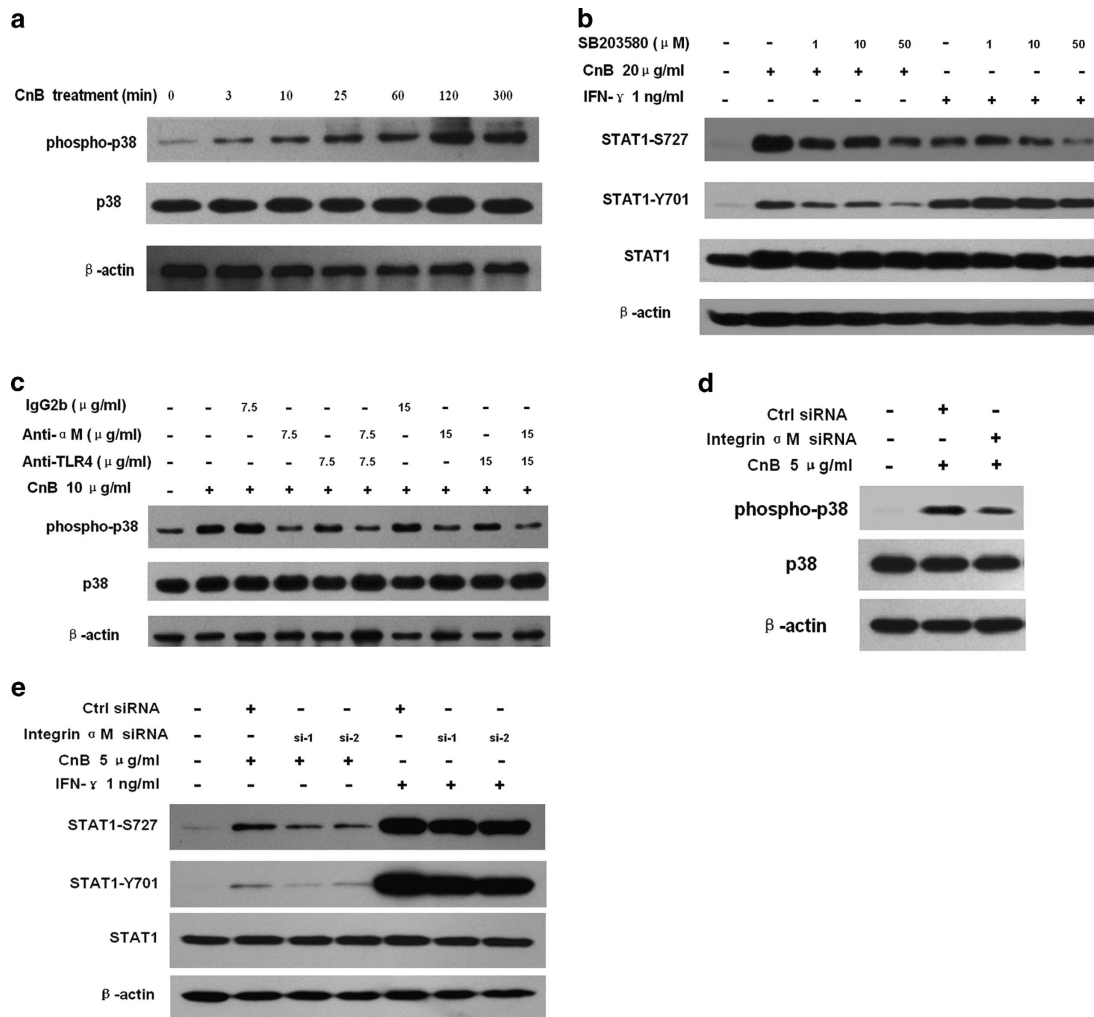 a
CnB treatment (min) 0 3 10 25 60 120 300
phospho-p38
p38
β-actin
b
SB203580 (μM) - - 1 10 50 - 1 10 50
CnB 20μg/ml - + + + + - - - -
IFN-γ 1 ng/ml - - - - - + + + +
STAT1-S727
STAT1-Y701
STAT1
β-actin
c
IgG2b (μg/ml) - - 7.5 - - - 15 - - -
Anti-αM (μg/ml) - - - 7.5 - 7.5 - 15 - 15
Anti-TLR4 (μg/ml) - - - - 7.5 7.5 - - 15 15
CnB 10 μg/ml - + + + + + + + + +
phospho-p38
p38
β-actin
d
Ctrl siRNA - + -
Integrin αM siRNA - - +
CnB 5 μg/ml - + +
phospho-p38
p38
β-actin
e
Ctrl siRNA - + - - + - -
Integrin αM siRNA - - si-1 si-2 - si-1 si-2
CnB 5 μg/ml - + + + - - -
IFN-γ 1 ng/ml - - - - + + +
STAT1-S727
STAT1-Y701
STAT1
β-actin